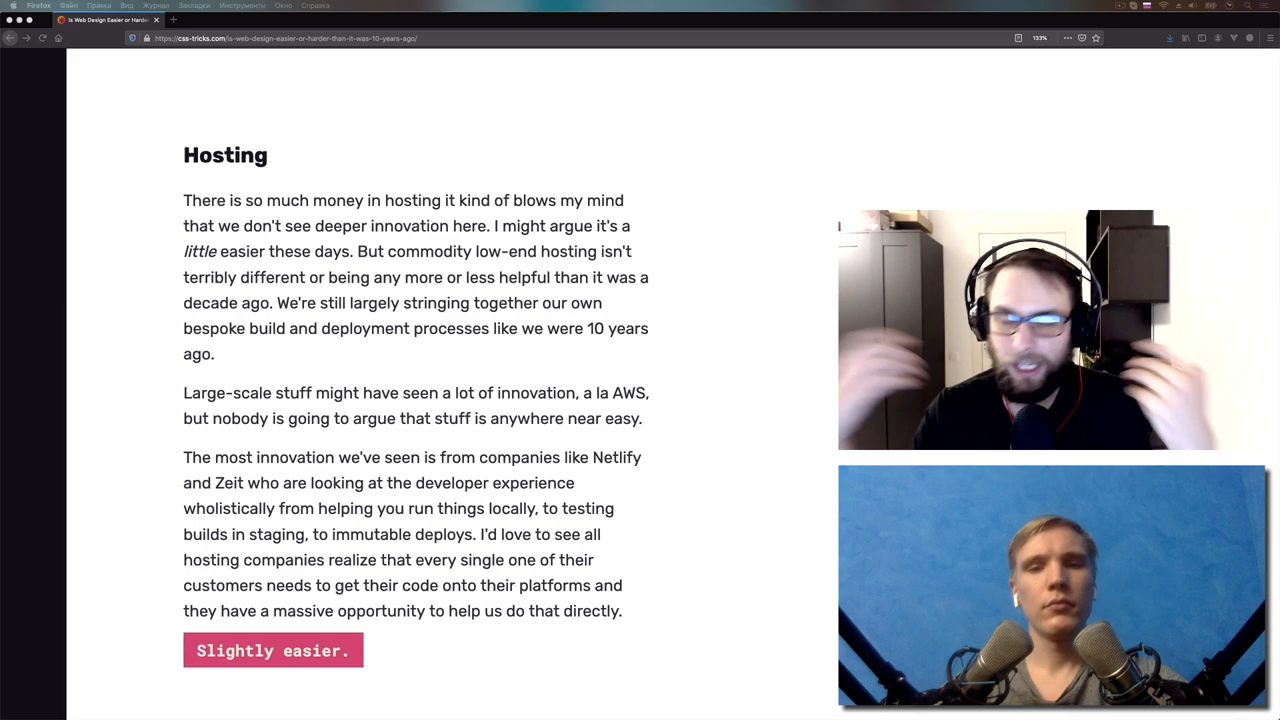 Firefox Файл Правка Вид Журнал Закладки Инструменты Окно Справка
Is Web Design Easier or Harder
https://css-tricks.com/is-web-design-easier-or-harder-than-it-was-10-years-ago/
133%
Hosting
There is so much money in hosting it kind of blows my mind
that we don't see deeper innovation here. I might argue it's a
little easier these days. But commodity low-end hosting isn't
terribly different or being any more or less helpful than it was a
decade ago. We're still largely stringing together our own
bespoke build and deployment processes like we were 10 years
ago.
Large-scale stuff might have seen a lot of innovation, a la AWS,
but nobody is going to argue that stuff is anywhere near easy.
The most innovation we've seen is from companies like Netlify
and Zeit who are looking at the developer experience
wholistically from helping you run things locally, to testing
builds in staging, to immutable deploys. I'd love to see all
hosting companies realize that every single one of their
customers needs to get their code onto their platforms and
they have a massive opportunity to help us do that directly.
Slightly easier.